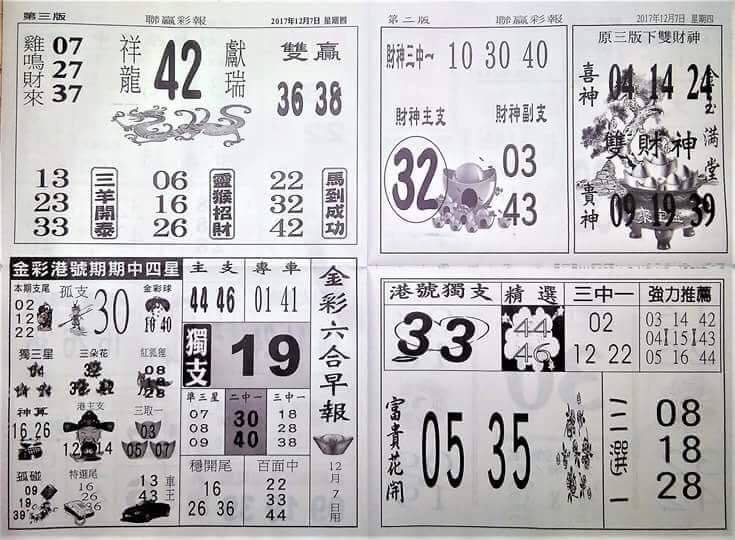 第三版 聯贏彩報 2017年12月7日 星期四
雞鳴財來
07
27
37
祥龍
42
獻瑞
雙贏
36 38
13
23
33
三羊開泰
06
16
26
靈猴招財
22
32
42
馬到成功
第二版 聯贏彩報 2017年12月7日 星期四
財神三中一 10 30 40
財神主支
32
財神副支
03
43
原三版下雙財神
喜神
04 14 24
金玉滿堂
雙財神
貴神
09 19 39
金彩港號期期中四星
本期支尾
02
12
22
孤支
30
金彩球
10 40
獨三星
三朵花
紅狐狸
08
18
28
神算
16 26
港主支
12 14
三取一
03
05 07
孤碰
09
19
39
特選尾
16
26
36
13
43
車王
主支
44 46
專車
01 41
獨支
19
準三星
07
08
09
二中一
30
40
三中一
18
28
38
穩開尾
16
26 36
百面中
22
33
44
金彩六合早報
12月7日用
港號獨支
33
精選
44
46
三中一
02
12 22
強力推薦
03 14 42
04 15 43
05 16 44
富貴花開
05 35
三選一
08
18
28